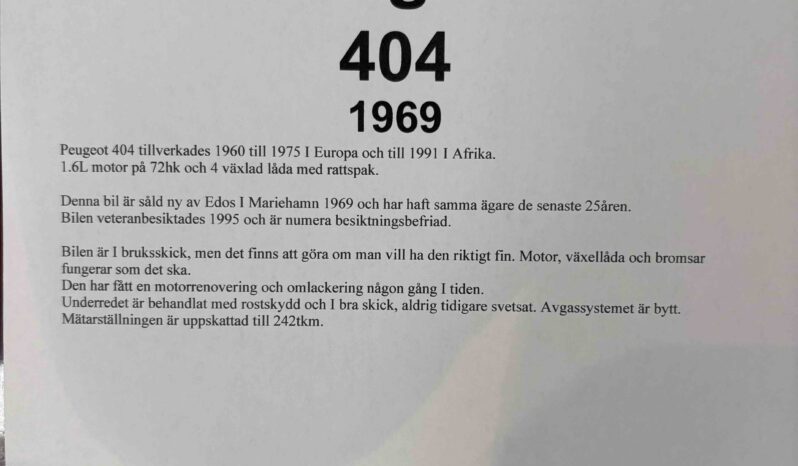 404
1969
Peugeot 404 tillverkades 1960 till 1975 I Europa och till 1991 I Afrika.
1.6L motor på 72hk och 4 växlad låda med rattspak.
Denna bil är såld ny av Edos I Mariehamn 1969 och har haft samma ägare de senaste 25åren.
Bilen veteranbesiktades 1995 och är numera besiktningsbefriad.
Bilen är I bruksskick, men det finns att göra om man vill ha den riktigt fin. Motor, växellåda och bromsar
fungerar som det ska.
Den har fått en motorrenovering och omlackering någon gång I tiden.
Underredet är behandlat med rostskydd och I bra skick, aldrig tidigare svetsat. Avgassystemet är bytt.
Mätarställningen är uppskattad till 242tkm.